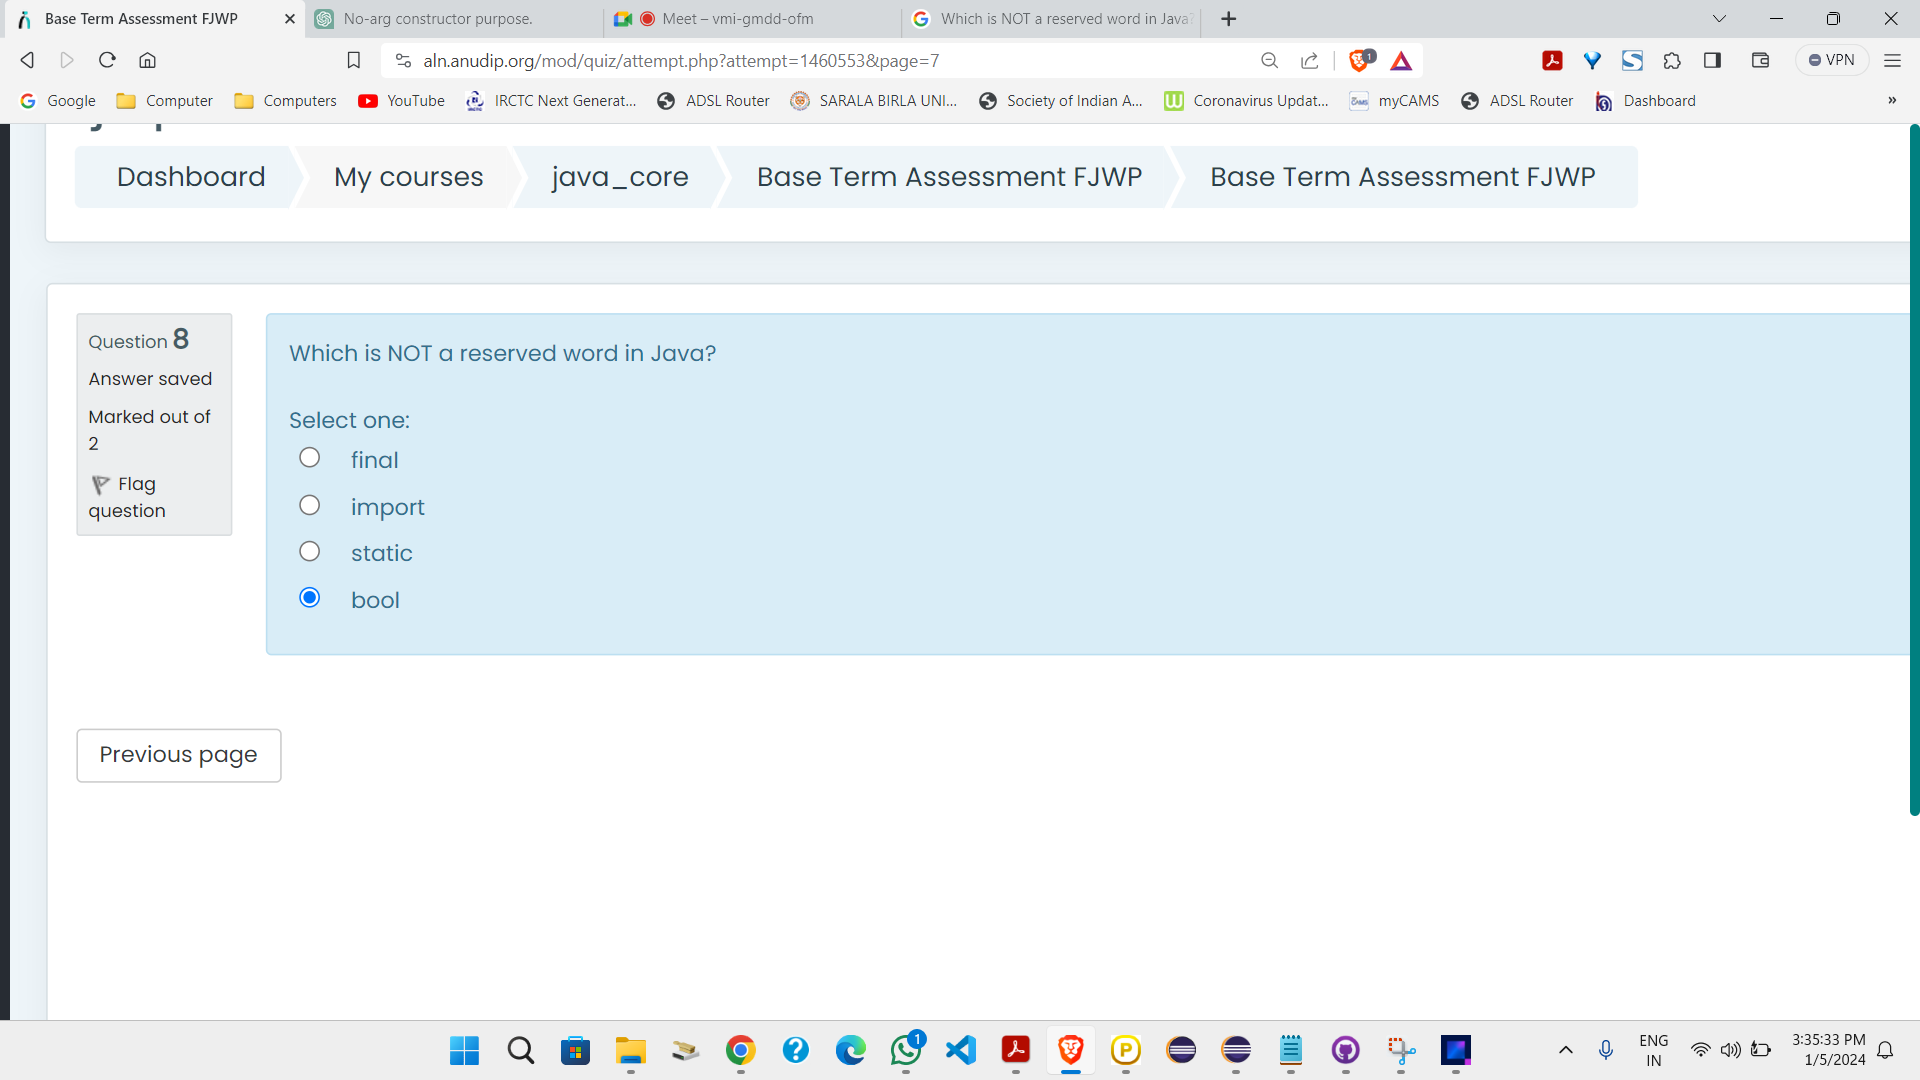 Base Term Assessment FJWP
No-arg constructor purpose.
Meet – vmi-gmdd-ofm
Which is NOT a reserved word in Java?
aln.anudip.org/mod/quiz/attempt.php?attempt=1460553&page=7
1
VPN
Google
Computer
Computers
YouTube
IRCTC Next Generat...
ADSL Router
SARALA BIRLA UNI...
Society of Indian A...
Coronavirus Updat...
myCAMS
ADSL Router
Dashboard
»
Dashboard
My courses
java_core
Base Term Assessment FJWP
Base Term Assessment FJWP
Question 8
Answer saved
Marked out of
2
Flag
question
Which is NOT a reserved word in Java?
Select one:
final
import
static
bool
Previous page
1
ENG
IN
3:35:33 PM
1/5/2024